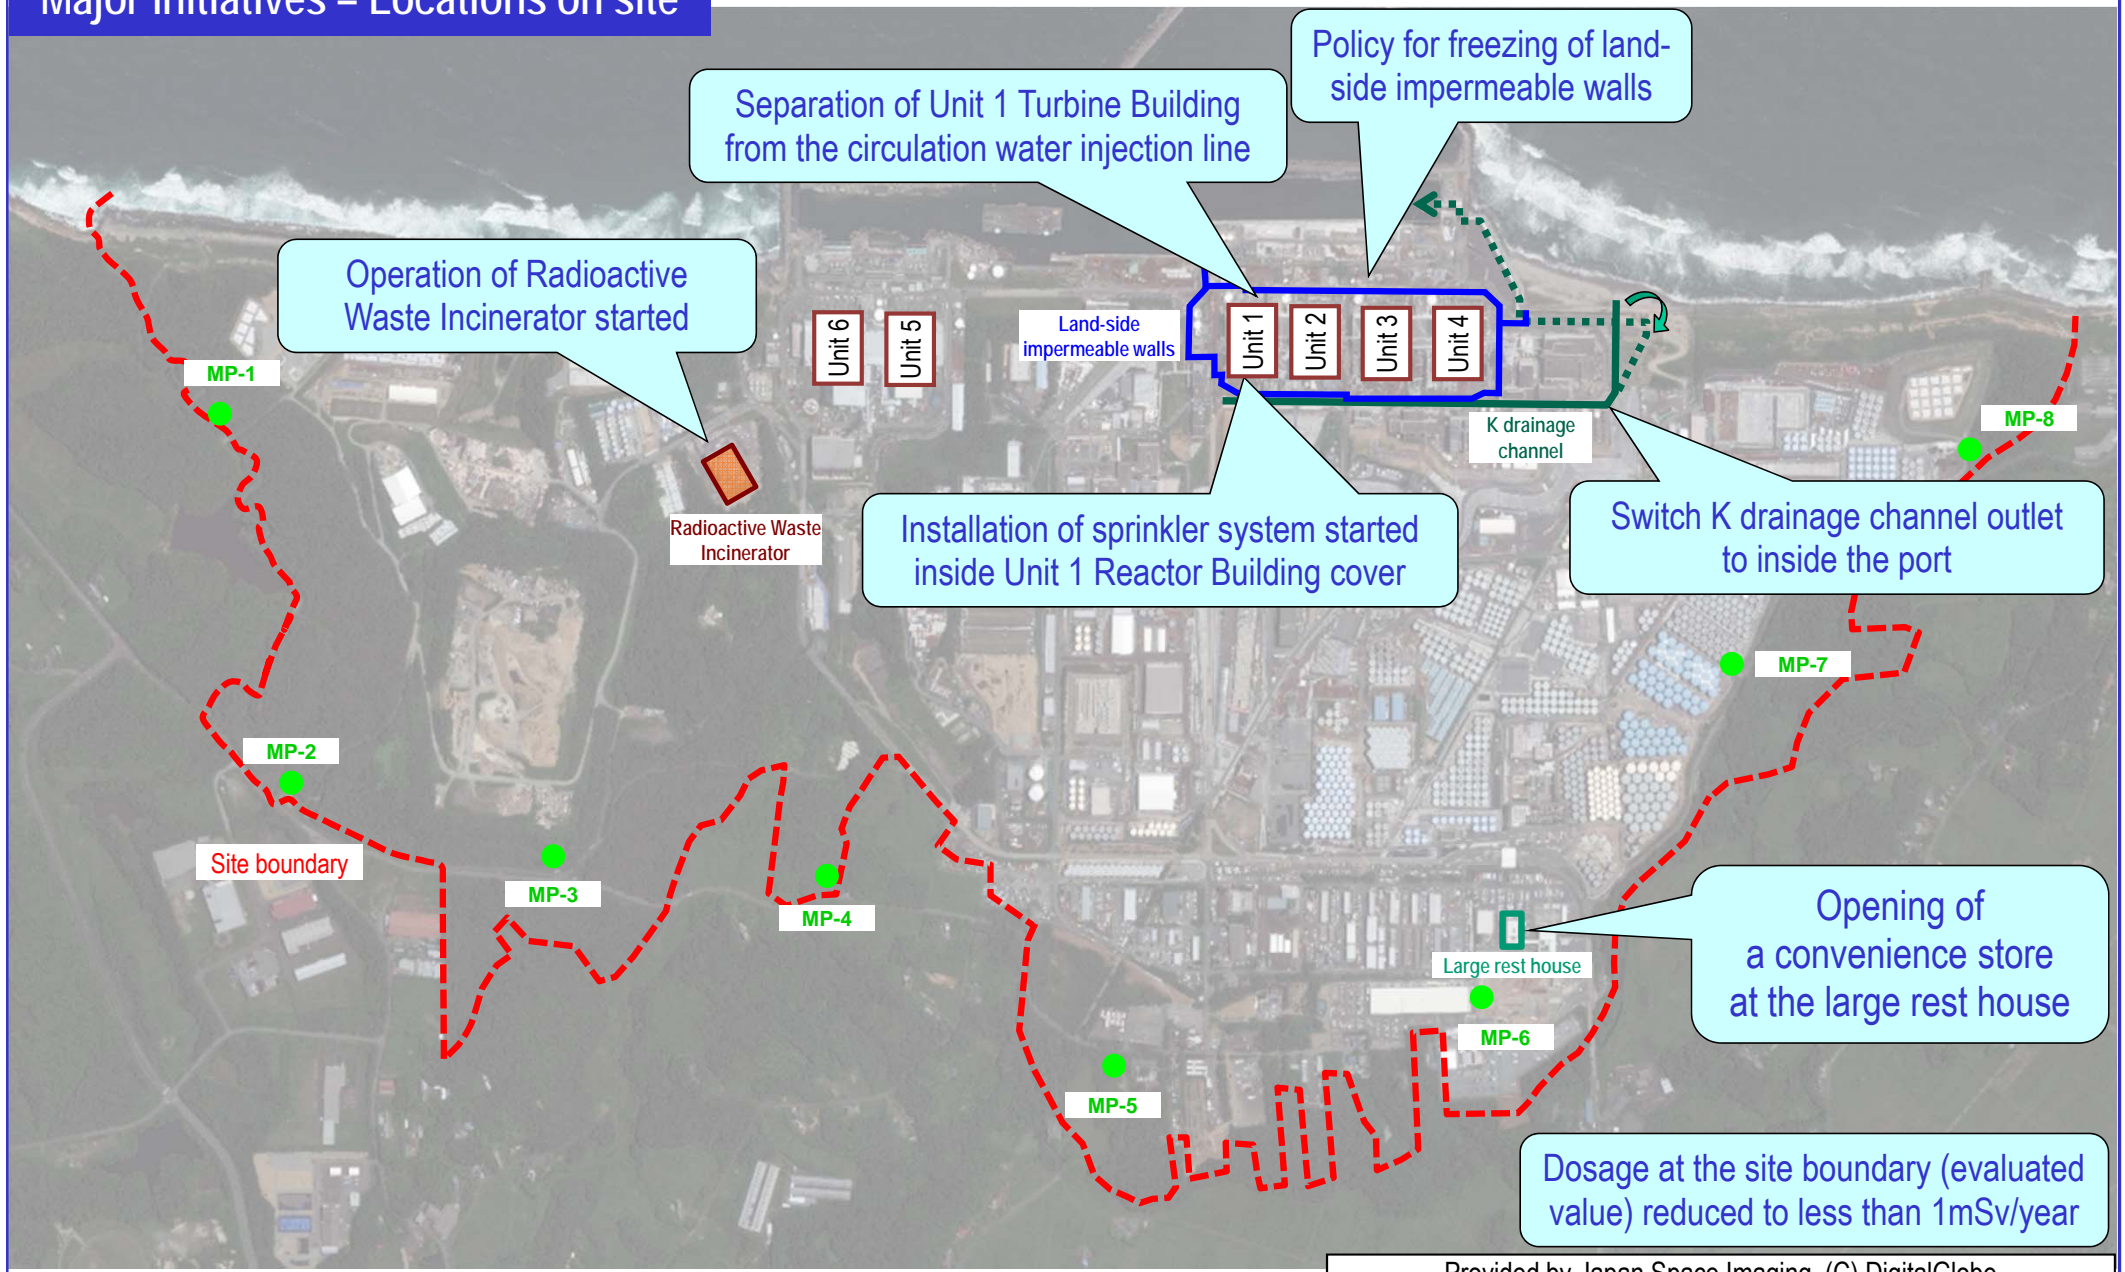 Major initiatives – Locations on site
Policy for freezing of land-
side impermeable walls
Separation of Unit 1 Turbine Building
from the circulation water injection line
Operation of Radioactive
Waste Incinerator started
Land-side
impermeable walls
Unit 6
Unit 5
Unit 1
Unit 2
Unit 3
Unit 4
MP-1
MP-8
K drainage
channel
Radioactive Waste
Incinerator
Installation of sprinkler system started
inside Unit 1 Reactor Building cover
Switch K drainage channel outlet
to inside the port
MP-7
MP-2
Site boundary
MP-3
MP-4
Opening of
a convenience store
at the large rest house
Large rest house
MP-6
MP-5
Dosage at the site boundary (evaluated
value) reduced to less than 1mSv/year
Provided by Japan Space Imaging, (C) DigitalGlobe